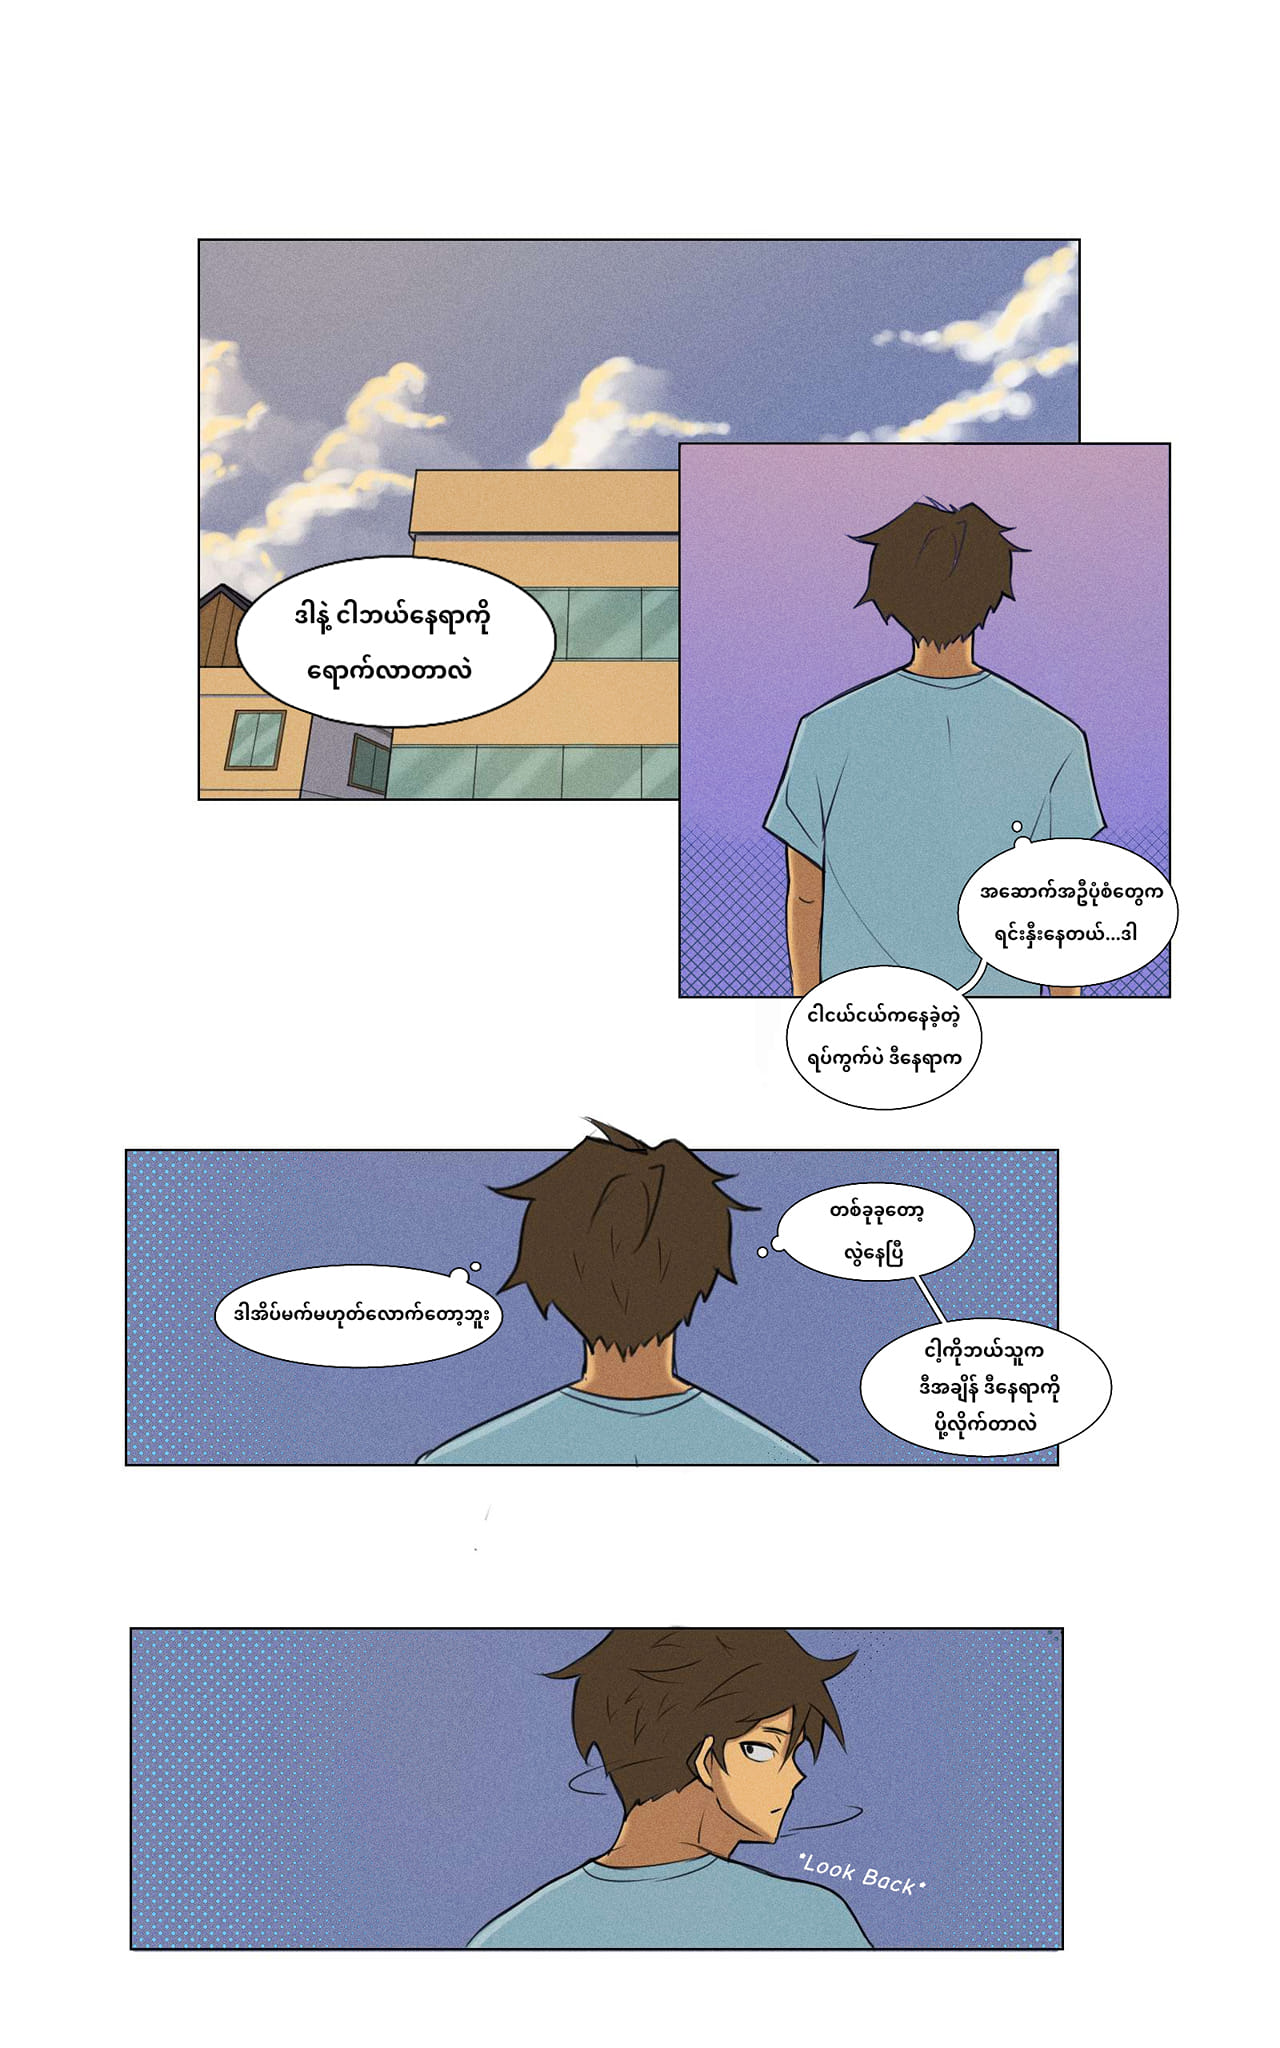 ဒါနဲ့ ငါဘယ်နေရာကို
ရောက်လာတာလဲ
အဆောက်အဦပုံစံတွေက
ရင်းနှီးနေတယ်...ဒါ
ငါငယ်ငယ်ကနေခဲ့တဲ့
ရပ်ကွက်ပဲ ဒီနေရာက
ဒါအိပ်မက်မဟုတ်လောက်တော့ဘူး
တစ်ခုခုတော့
လွဲနေပြီ
ငါ့ကိုဘယ်သူက
ဒီအချိန် ဒီနေရာကို
ပို့လိုက်တာလဲ
*Look Back*